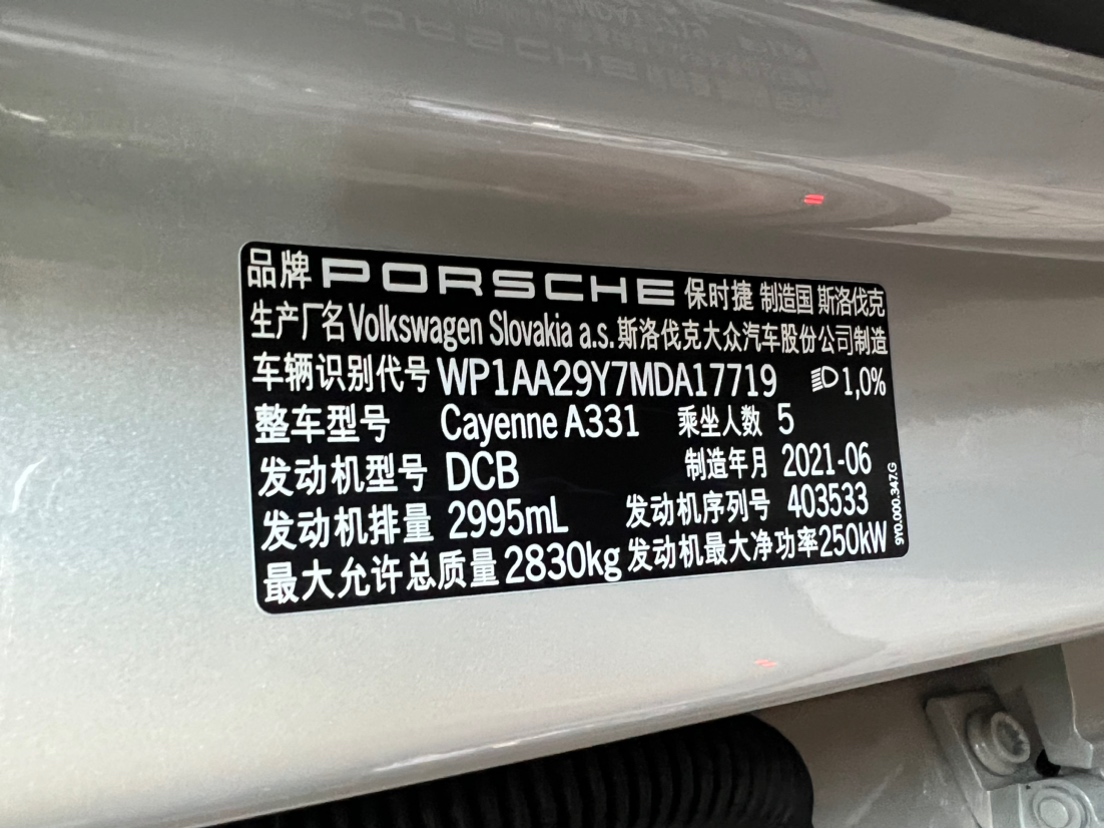 品牌 PORSCHE 保时捷 制造国 斯洛伐克
生产厂名 Volkswagen Slovakia a.s. 斯洛伐克大众汽车股份公司制造
车辆识别代号 WP1AA29Y7MDA17719 1,0%
整车型号 Cayenne A331 乘坐人数 5
发动机型号 DCB 制造年月 2021-06
发动机排量 2995mL 发动机序列号 403533
最大允许总质量 2830kg 发动机最大净功率 250kW
9Y0.000.347.G